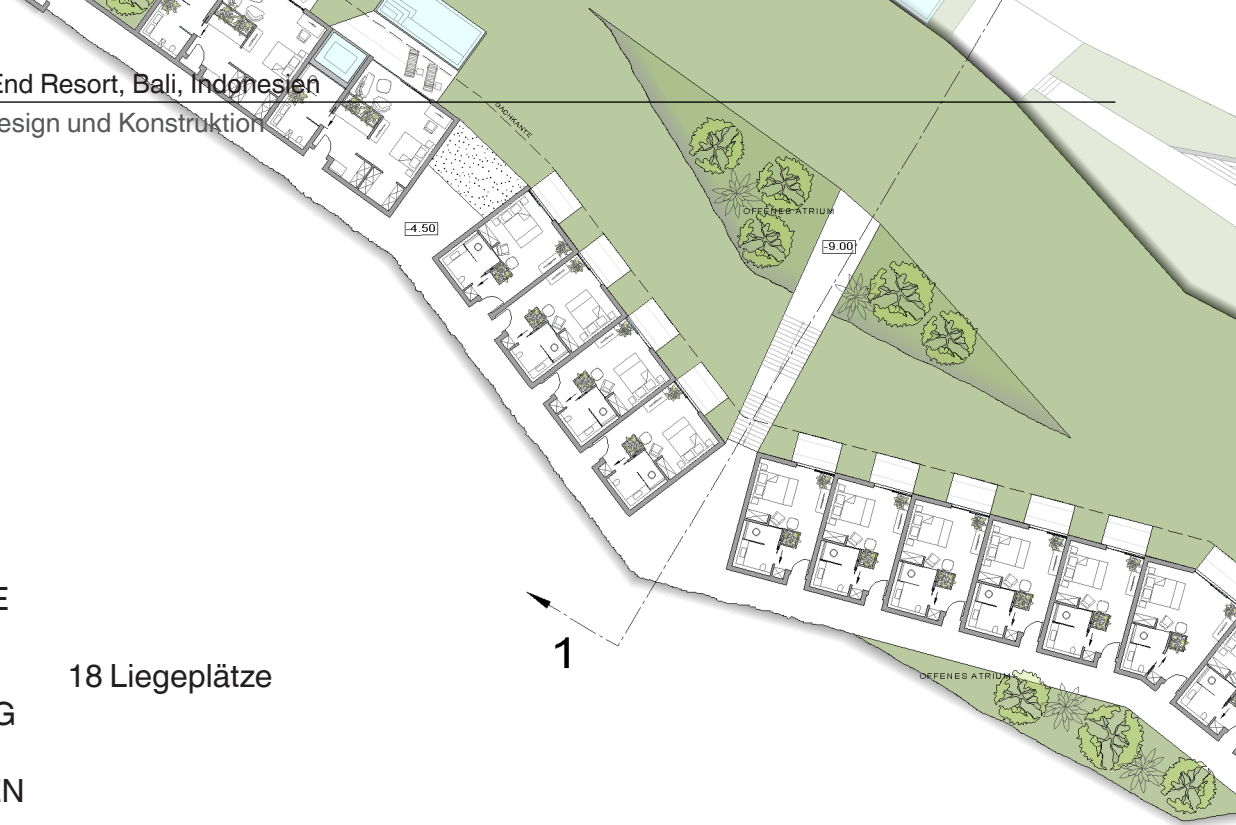 End Resort, Bali, Indonesien
esign und Konstruktion
DACHKANTE
OFFENES ATRIUM
-4.50
-9.00
E
1
18 Liegeplätze
OFFENES ATRIUM
G
EN